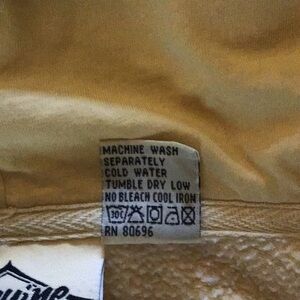 MACHINE WASH
SEPARATELY
COLD WATER
TUMBLE DRY LOW
NO BLEACH COOL IRON
30C
RN 80696